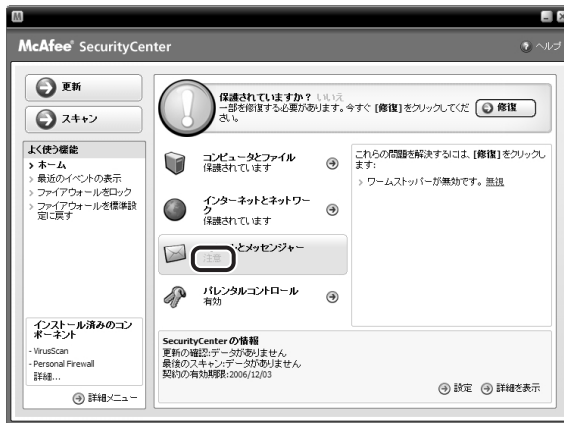 McAfee® SecurityCenter
ヘルプ
更新
スキャン
よく使う機能
> ホーム
> 最近のイベントの表示
> ファイアウォールをロック
> ファイアウォールを標準設
定に戻す
インストール済みのコン
ポーネント
- VirusScan
- Personal Firewall
詳細...
詳細メニュー
保護されていますか? いいえ
一部を修復する必要があります。今すぐ [修復] をクリックしてくだ
さい。
修復
コンピュータとファイル
保護されています
インターネットとネットワー
ク
保護されています
とメッセンジャー
注意
パレンタルコントロール
有効
これらの問題を解決するには、[修復] をクリックし
ます:
> ワームストッパーが無効です。 無視
SecurityCenter の情報
更新の確認:データがありません
最後のスキャン:データがありません
契約の有効期限:2006/12/03
設定 詳細を表示